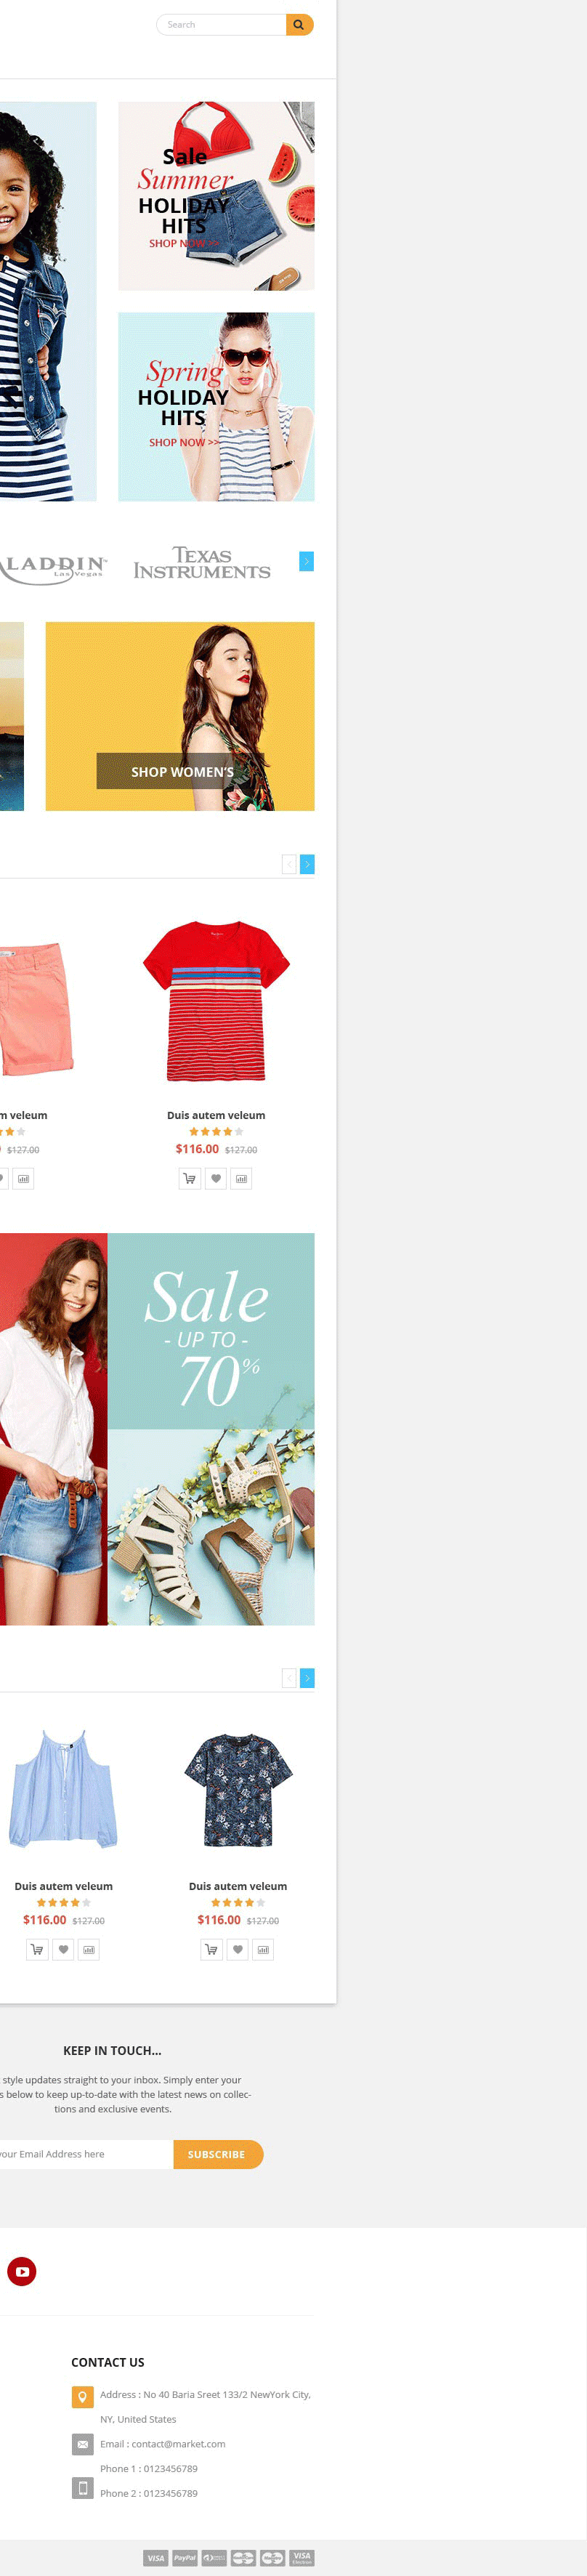 Search
Sale
Summer
HOLIDAY
HITS
SHOP NOW >>
Spring
HOLIDAY
HITS
SHOP NOW >>
LADDIN™
Las Vegas
TEXAS
INSTRUMENTS
SHOP WOMEN'S
m veleum
Duis autem veleum
$127.00
$116.00 $127.00
Sale
- UP TO -
70%
Duis autem veleum
Duis autem veleum
$116.00 $127.00
$116.00 $127.00
KEEP IN TOUCH...
style updates straight to your inbox. Simply enter your
s below to keep up-to-date with the latest news on collec-
tions and exclusive events.
your Email Address here
SUBSCRIBE
CONTACT US
Address : No 40 Baria Sreet 133/2 NewYork City,
NY, United States
Email : contact@market.com
Phone 1 : 0123456789
Phone 2 : 0123456789
VISA PayPal VISA
Electron